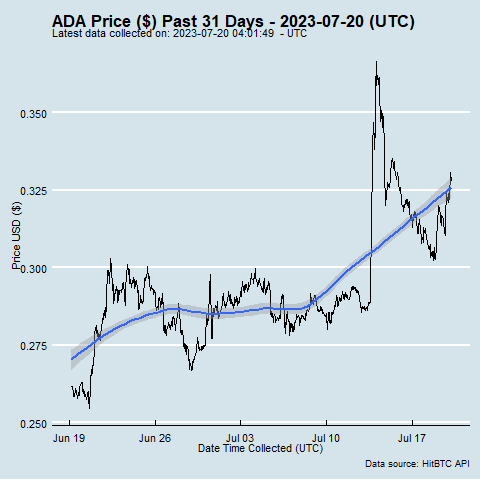 ADA Price ($) Past 31 Days - 2023-07-20 (UTC)
Latest data collected on: 2023-07-20 04:01:49  - UTC
0.350
0.325
0.300
0.275
0.250
Price USD ($)
Jun 19
Jun 26
Jul 03
Jul 10
Jul 17
Date Time Collected (UTC)
Data source: HitBTC API